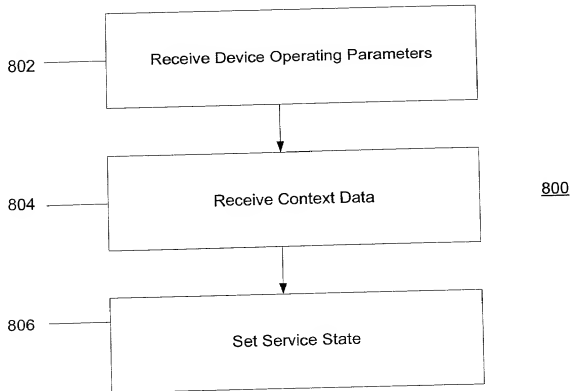 802
Receive Device Operating Parameters
804
Receive Context Data
800
806
Set Service State